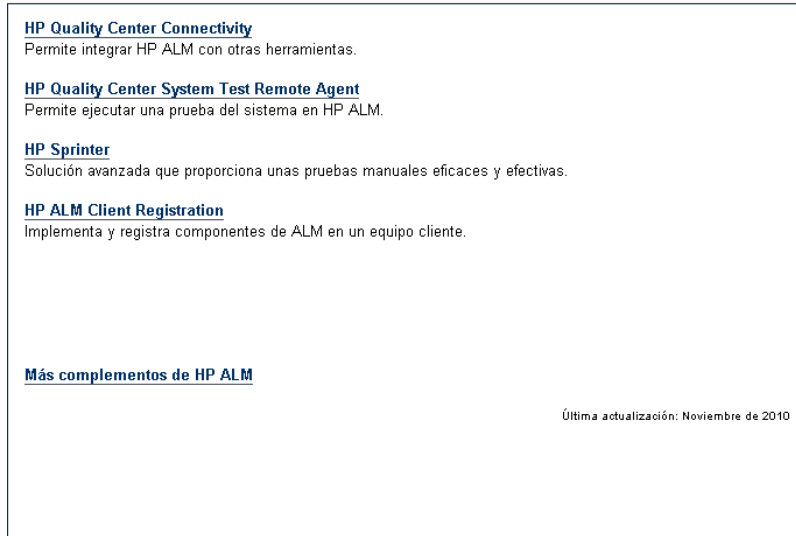 HP Quality Center Connectivity
Permite integrar HP ALM con otras herramientas.
HP Quality Center System Test Remote Agent
Permite ejecutar una prueba del sistema en HP ALM.
HP Sprinter
Solución avanzada que proporciona unas pruebas manuales eficaces y efectivas.
HP ALM Client Registration
Implementa y registra componentes de ALM en un equipo cliente.
Más complementos de HP ALM
Última actualización: Noviembre de 2010